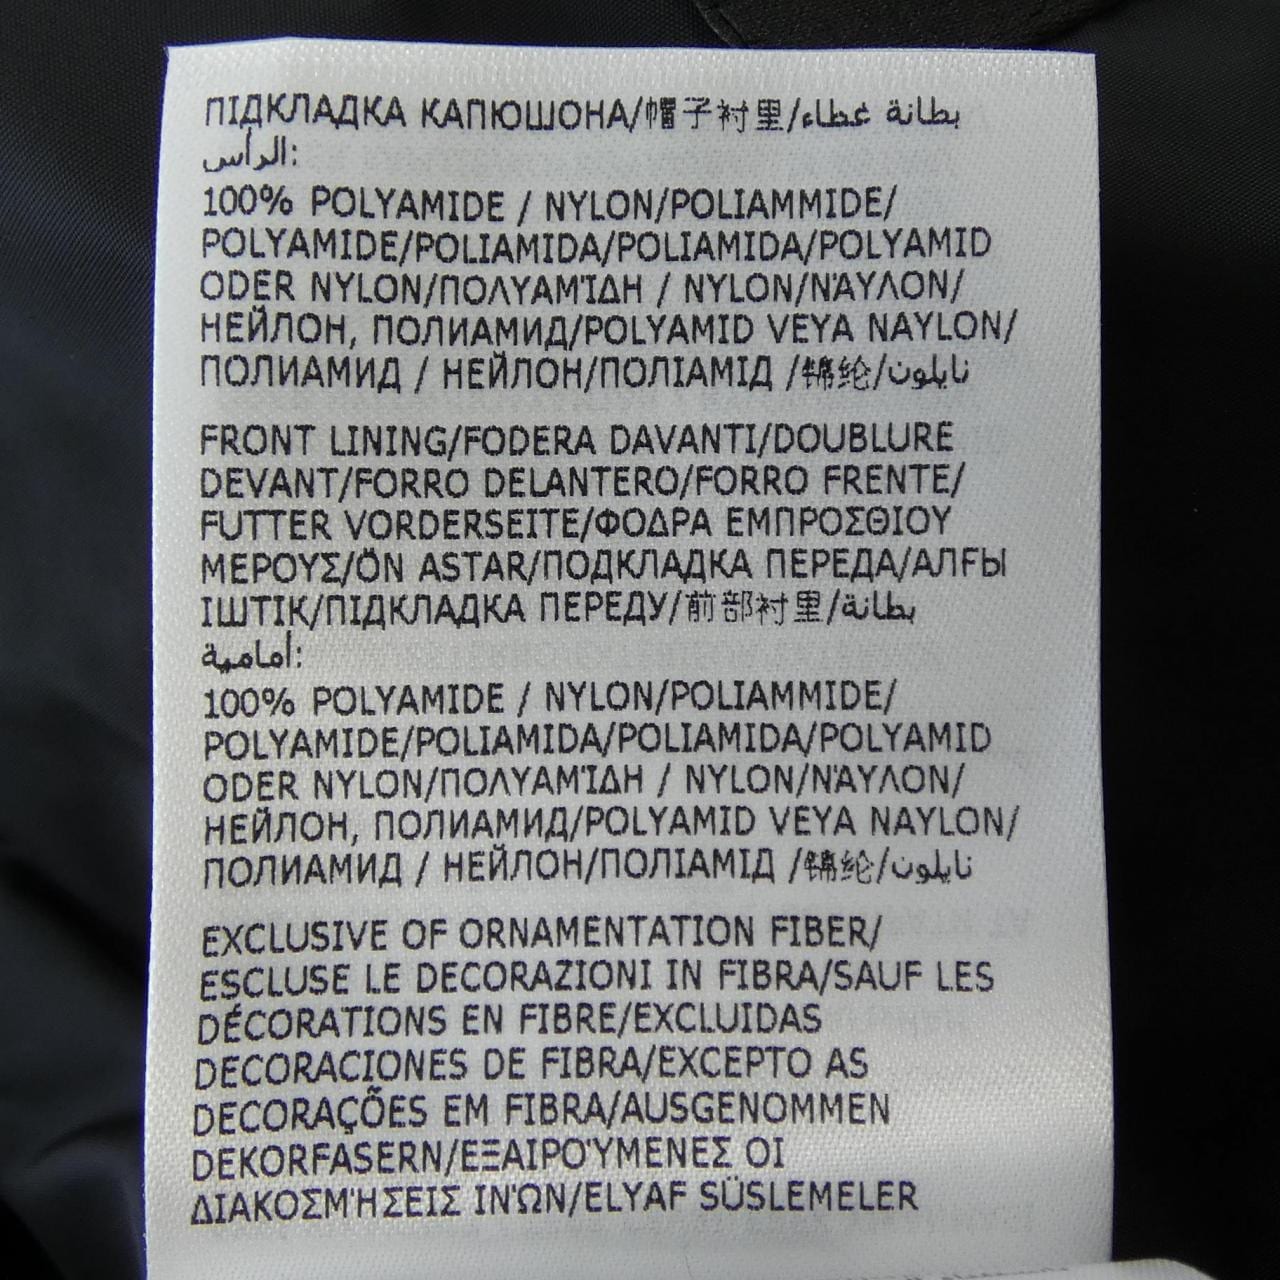 ПІДКЛАДКА КАПЮШОНА/帽子衬里/بطانة غطاء
الرأس:
100% POLYAMIDE / NYLON/POLIAMMIDE/
POLYAMIDE/POLIAMIDA/POLIAMIDA/POLYAMID
ODER NYLON/ΠΟΛΥΑΜΊΔΗ / NYLON/ΝΆΥΛΟΝ/
НЕЙЛОН, ПОЛИАМИД/POLYAMID VEYA NAYLON/
ПОЛИАМИД / НЕЙЛОН/ПОЛІАМІД /锦纶/نايلون
FRONT LINING/FODERA DAVANTI/DOUBLURE
DEVANT/FORRO DELANTERO/FORRO FRENTE/
FUTTER VORDERSEITE/ΦΟΔΡΑ ΕΜΠΡΟΣΘΙΟΥ
ΜΕΡΟΥΣ/ÖN ASTAR/ПОДКЛАДКА ПЕРЕДА/АЛҒЫ
ІШТІК/ПІДКЛАДКА ПЕРЕДУ/前部衬里/بطانة
أمامية:
100% POLYAMIDE / NYLON/POLIAMMIDE/
POLYAMIDE/POLIAMIDA/POLIAMIDA/POLYAMID
ODER NYLON/ΠΟΛΥΑΜΊΔΗ / NYLON/ΝΆΥΛΟΝ/
НЕЙЛОН, ПОЛИАМИД/POLYAMID VEYA NAYLON/
ПОЛИАМИД / НЕЙЛОН/ПОЛІАМІД /锦纶/نايلون
EXCLUSIVE OF ORNAMENTATION FIBER/
ESCLUSE LE DECORAZIONI IN FIBRA/SAUF LES
DÉCORATIONS EN FIBRE/EXCLUIDAS
DECORACIONES DE FIBRA/EXCEPTO AS
DECORAÇÕES EM FIBRA/AUSGENOMMEN
DEKORFASERN/ΕΞΑΙΡΟΎΜΕΝΕΣ ΟΙ
ΔΙΑΚΟΣΜΉΣΕΙΣ ΙΝΏΝ/ELYAF SÜSLEMELER